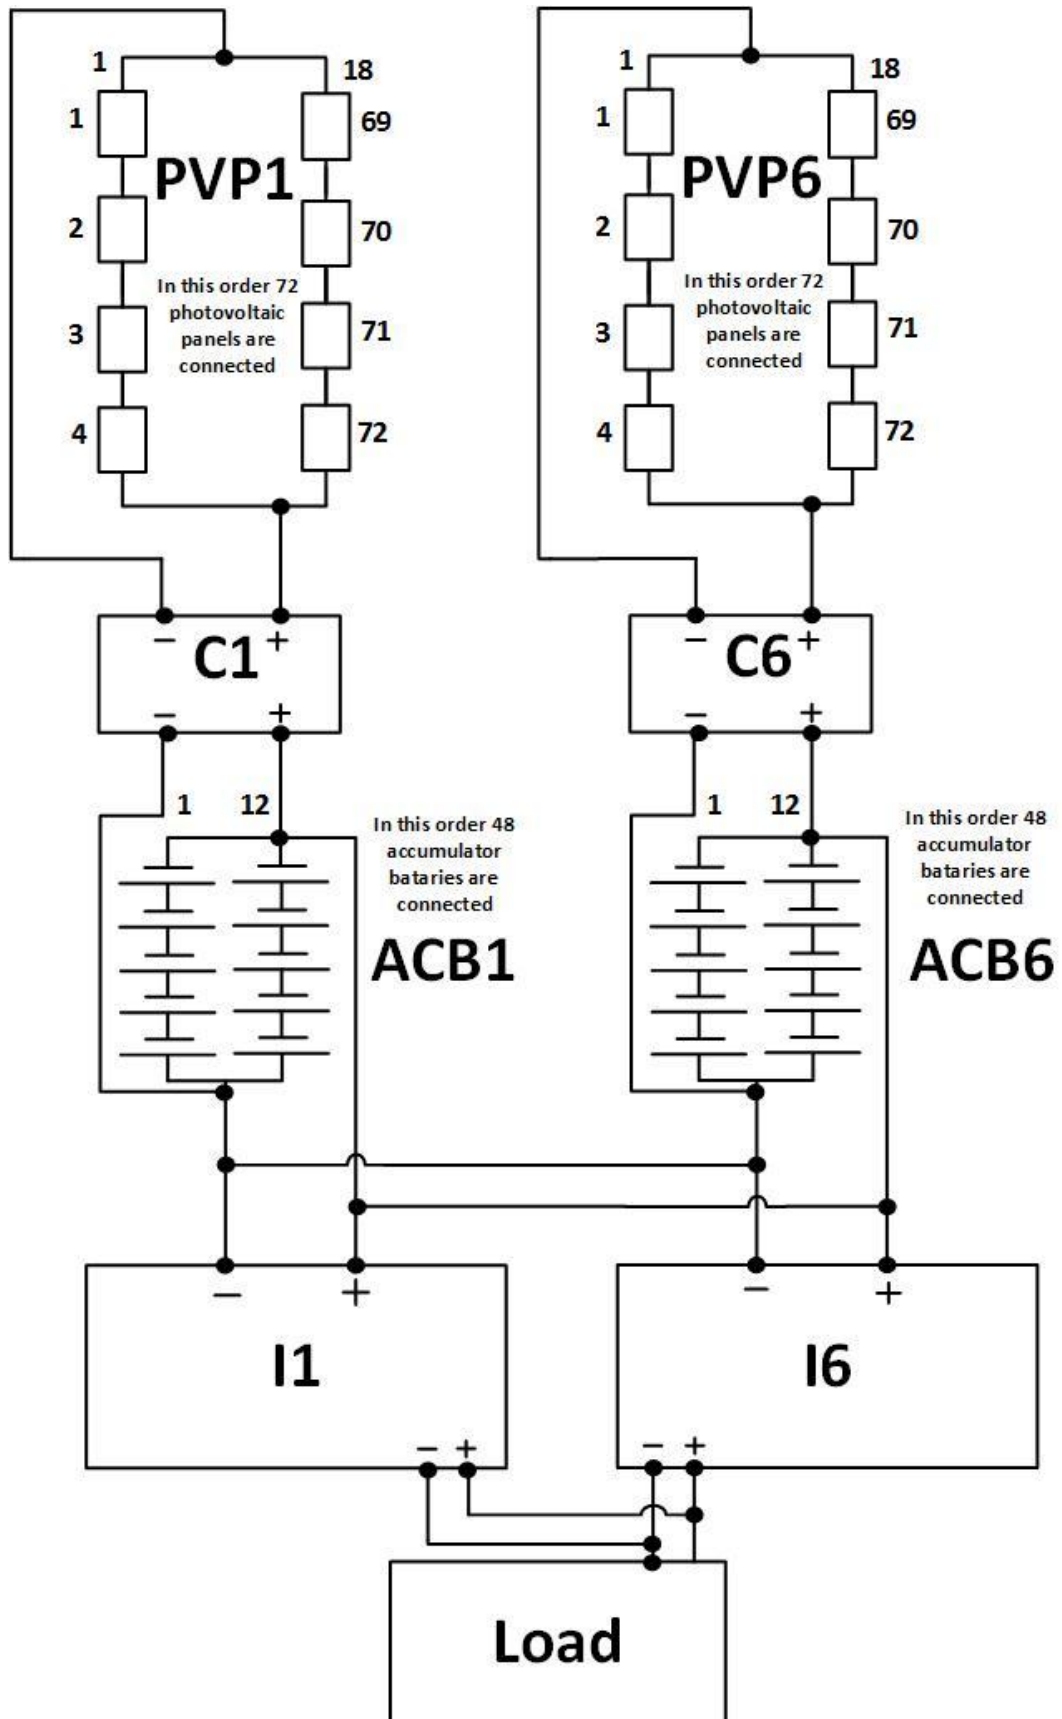 1
18
1
69
PVP1
2
70
In this order 72
photovoltaic
panels are
connected
3
71
4
72
1
18
1
69
PVP6
2
70
In this order 72
photovoltaic
panels are
connected
3
71
4
72
− C1 +
− +
− C6 +
− +
1 12
In this order 48
accumulator
bataries are
connected
ACB1
1 12
In this order 48
accumulator
bataries are
connected
ACB6
− +
I1
− +
− +
I6
− +
Load